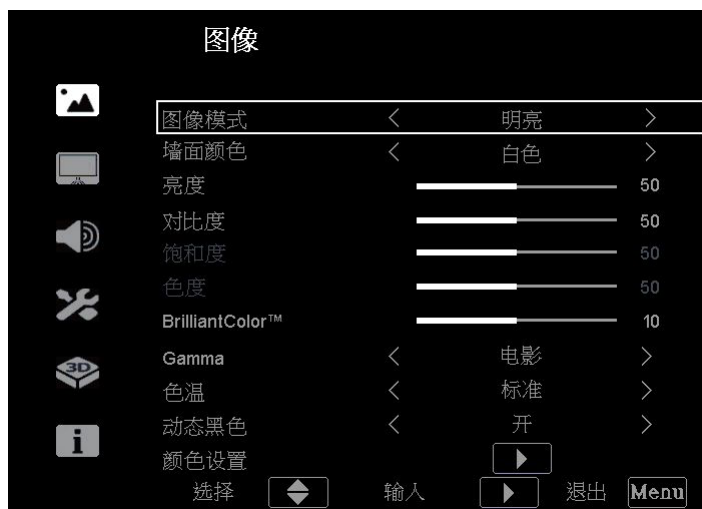 图像
图像模式 明亮
墙面颜色 白色
亮度 50
对比度 50
饱和度 50
色度 50
BrilliantColor™ 10
Gamma 电影
色温 标准
动态黑色 开
颜色设置
选择 输入 退出 Menu
3D
i